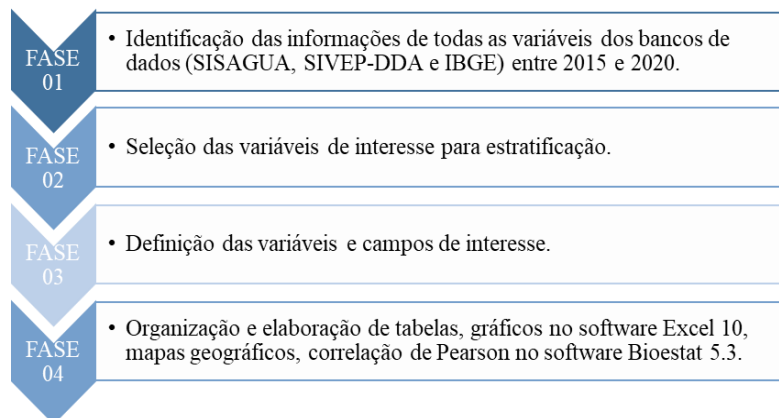 FASE
01
• Identificação das informações de todas as variáveis dos bancos de
dados (SISAGUA, SIVEP-DDA e IBGE) entre 2015 e 2020.
FASE
02
• Seleção das variáveis de interesse para estratificação.
FASE
03
• Definição das variáveis e campos de interesse.
FASE
04
• Organização e elaboração de tabelas, gráficos no software Excel 10,
mapas geográficos, correlação de Pearson no software Bioestat 5.3.